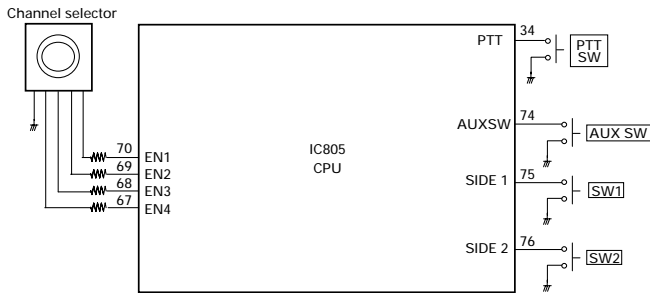 Channel selector
34
PTT
PTT
SW
74
AUXSW
AUX SW
IC805
CPU
70
EN1
69
EN2
68
EN3
67
EN4
75
SIDE 1
SW1
76
SIDE 2
SW2